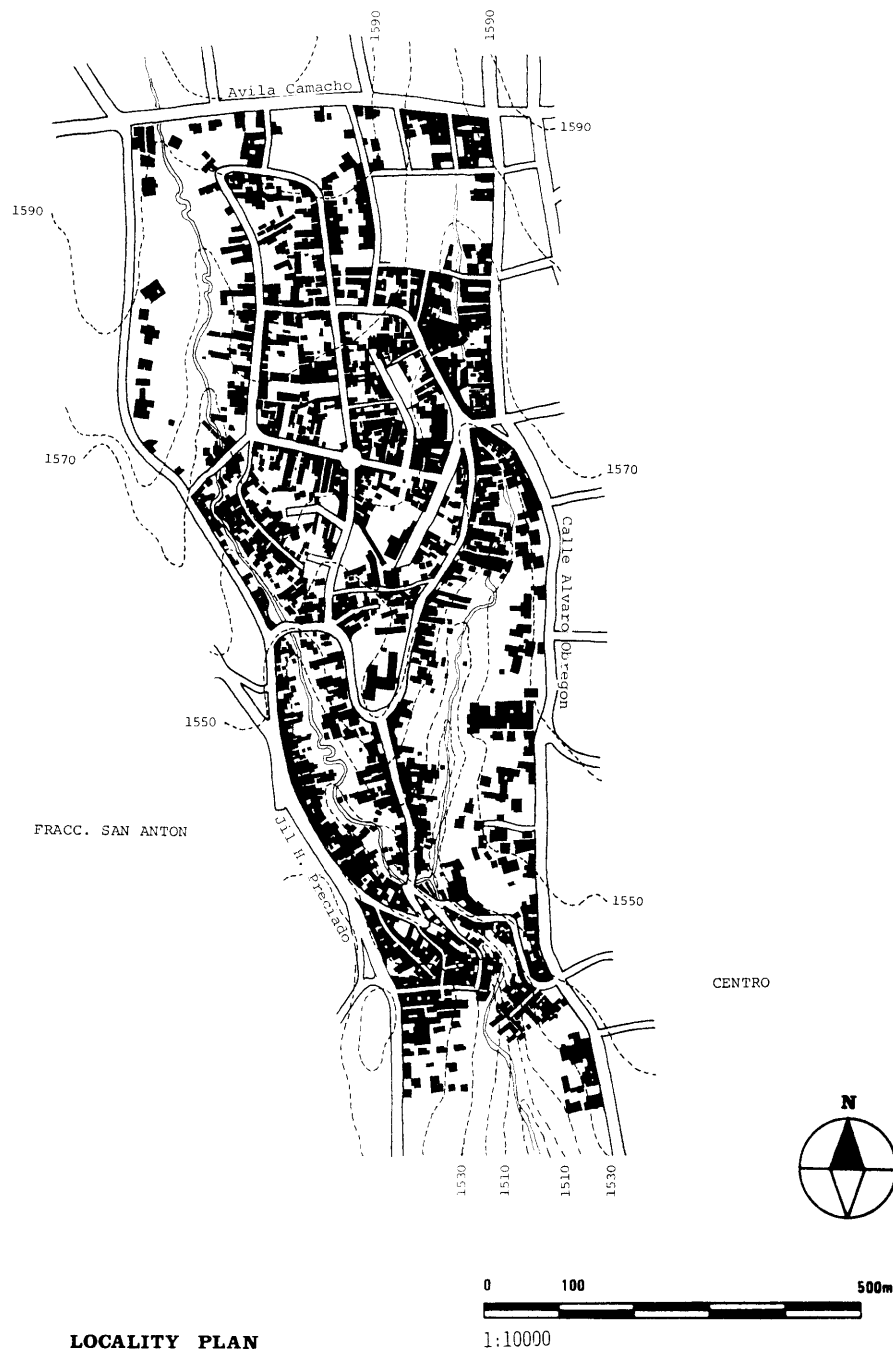 1590
1590
Avila Camacho
1590
1590
1570
1570
Calle Alvaro Obregon
1550
FRACC. SAN ANTON
Jil H. Preciado
1550
CENTRO
N
1530
1510
1510
1530
0 100 500m
1:10000
LOCALITY PLAN